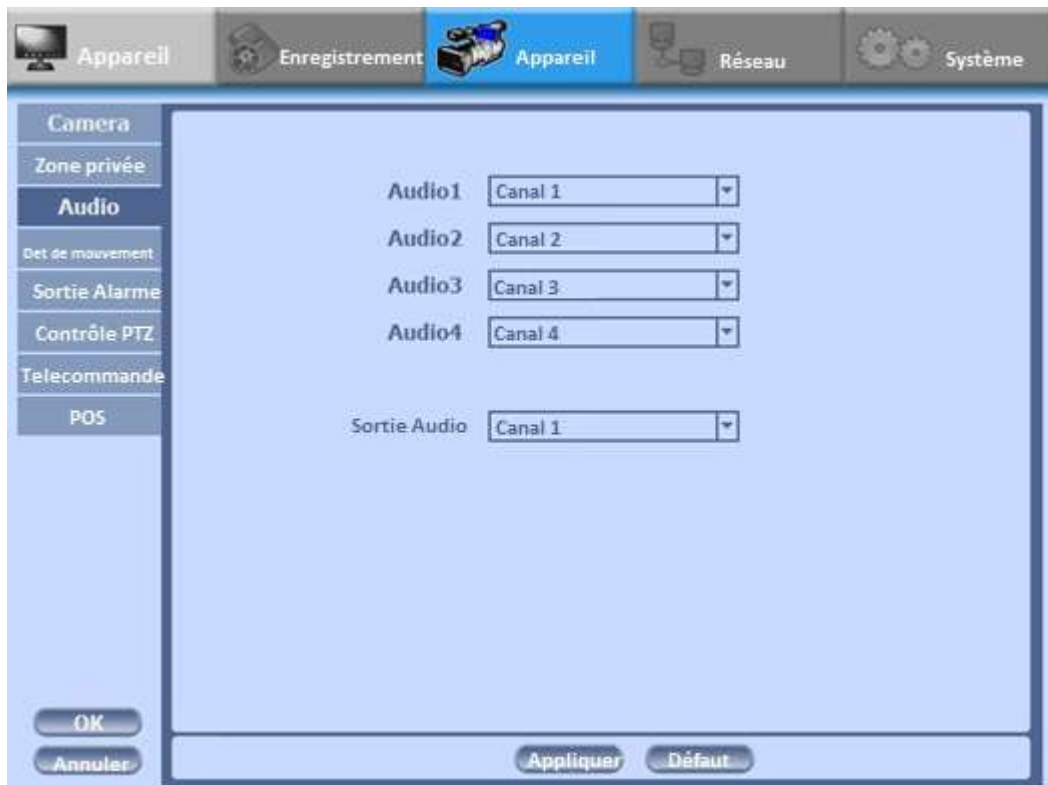 Appareil
Enregistrement
Appareil
Réseau
Système
Camera
Zone privée
Audio
Det de mouvement
Sortie Alarme
Contrôle PTZ
Telecommande
POS
OK
Annuler
Audio1 Canal 1
Audio2 Canal 2
Audio3 Canal 3
Audio4 Canal 4
Sortie Audio Canal 1
Appliquer
Défaut